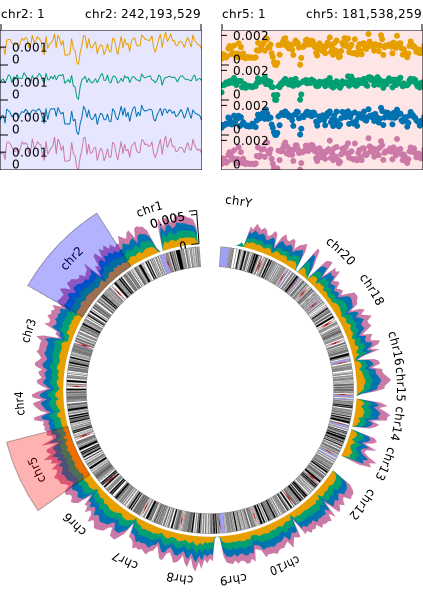 chr2: 1 chr2: 242,193,529 chr5: 1 chr5: 181,538,259
0.001 0.002
0 0
0.001 0.002
0 0
0.001 0.002
0 0
0.001 0.002
0 0
chr1 chrY
0.005
0
chr2 chr20
chr18
chr3 chr16 chr15
chr4 chr14
chr5 chr13
chr6 chr12
chr7 chr10
chr8 chr9